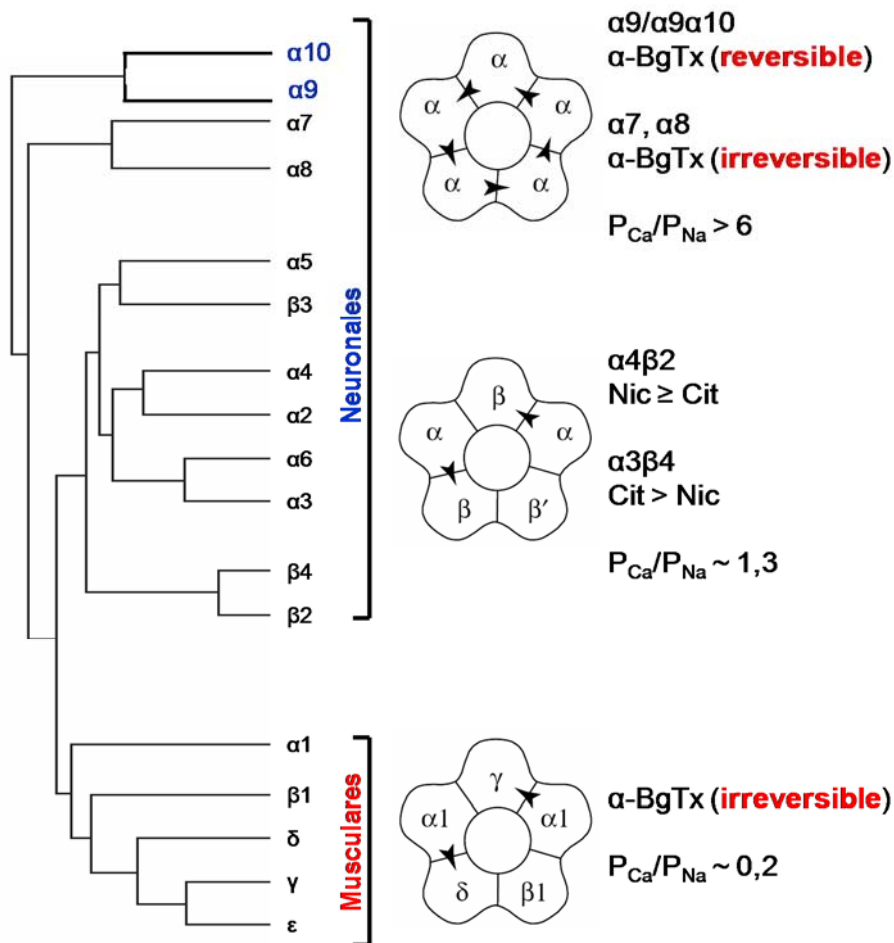 α10
α9
α7
α8
α5
β3
α4
α2
α6
α3
β4
β2
Neuronales
α
α
α
α
α
α9/α9α10
α-BgTx (reversible)
α7, α8
α-BgTx (irreversible)
PCa/PNa > 6
β
α
α
β
β′
α4β2
Nic ≥ Cit
α3β4
Cit > Nic
PCa/PNa ~ 1,3
α1
β1
δ
γ
ε
Musculares
γ
α1
α1
δ
β1
α-BgTx (irreversible)
PCa/PNa ~ 0,2